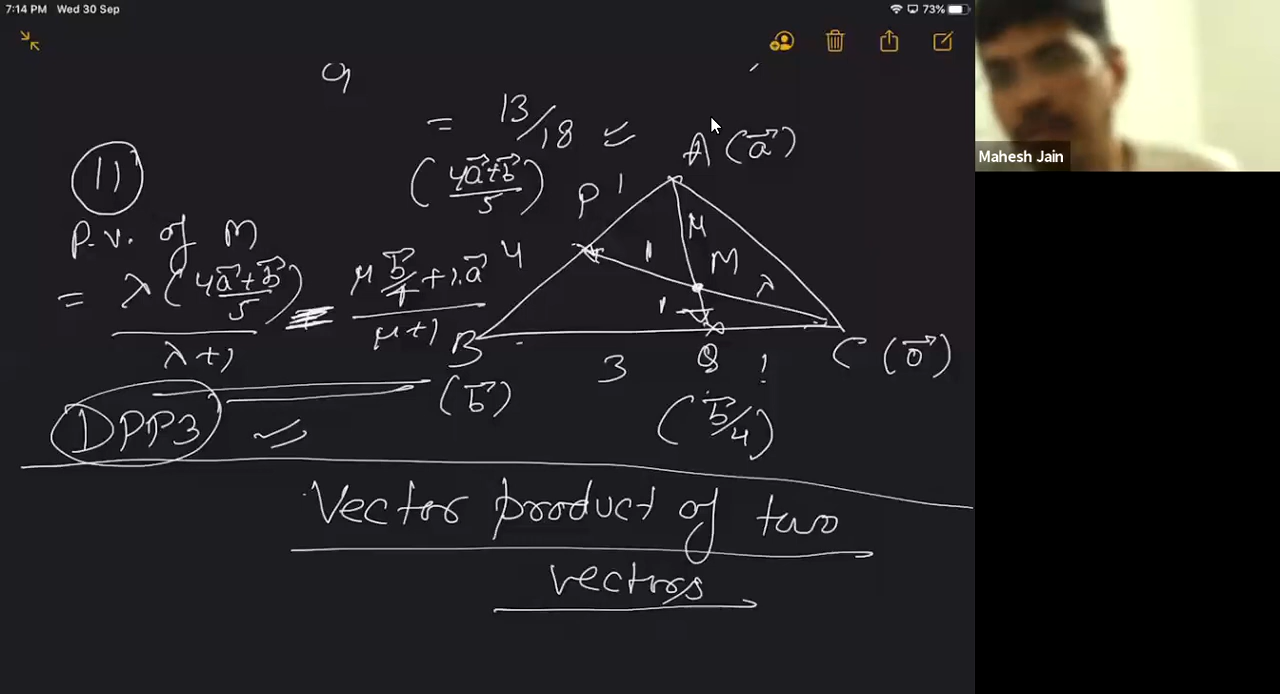 7:14 PM Wed 30 Sep
73%
Mahesh Jain
9
= 13/18
(11)
(4a⃗+b⃗/5)
A (a⃗)
P 1
P.V. of M
= λ(4a⃗+b⃗/5)/λ+1 = μ b⃗/4 + 1.a⃗/μ+1
4
μ
1 M
λ
1
B
(b⃗)
3
Q 1
(b⃗/4)
C (o⃗)
DPP3
Vector product of two
vectors